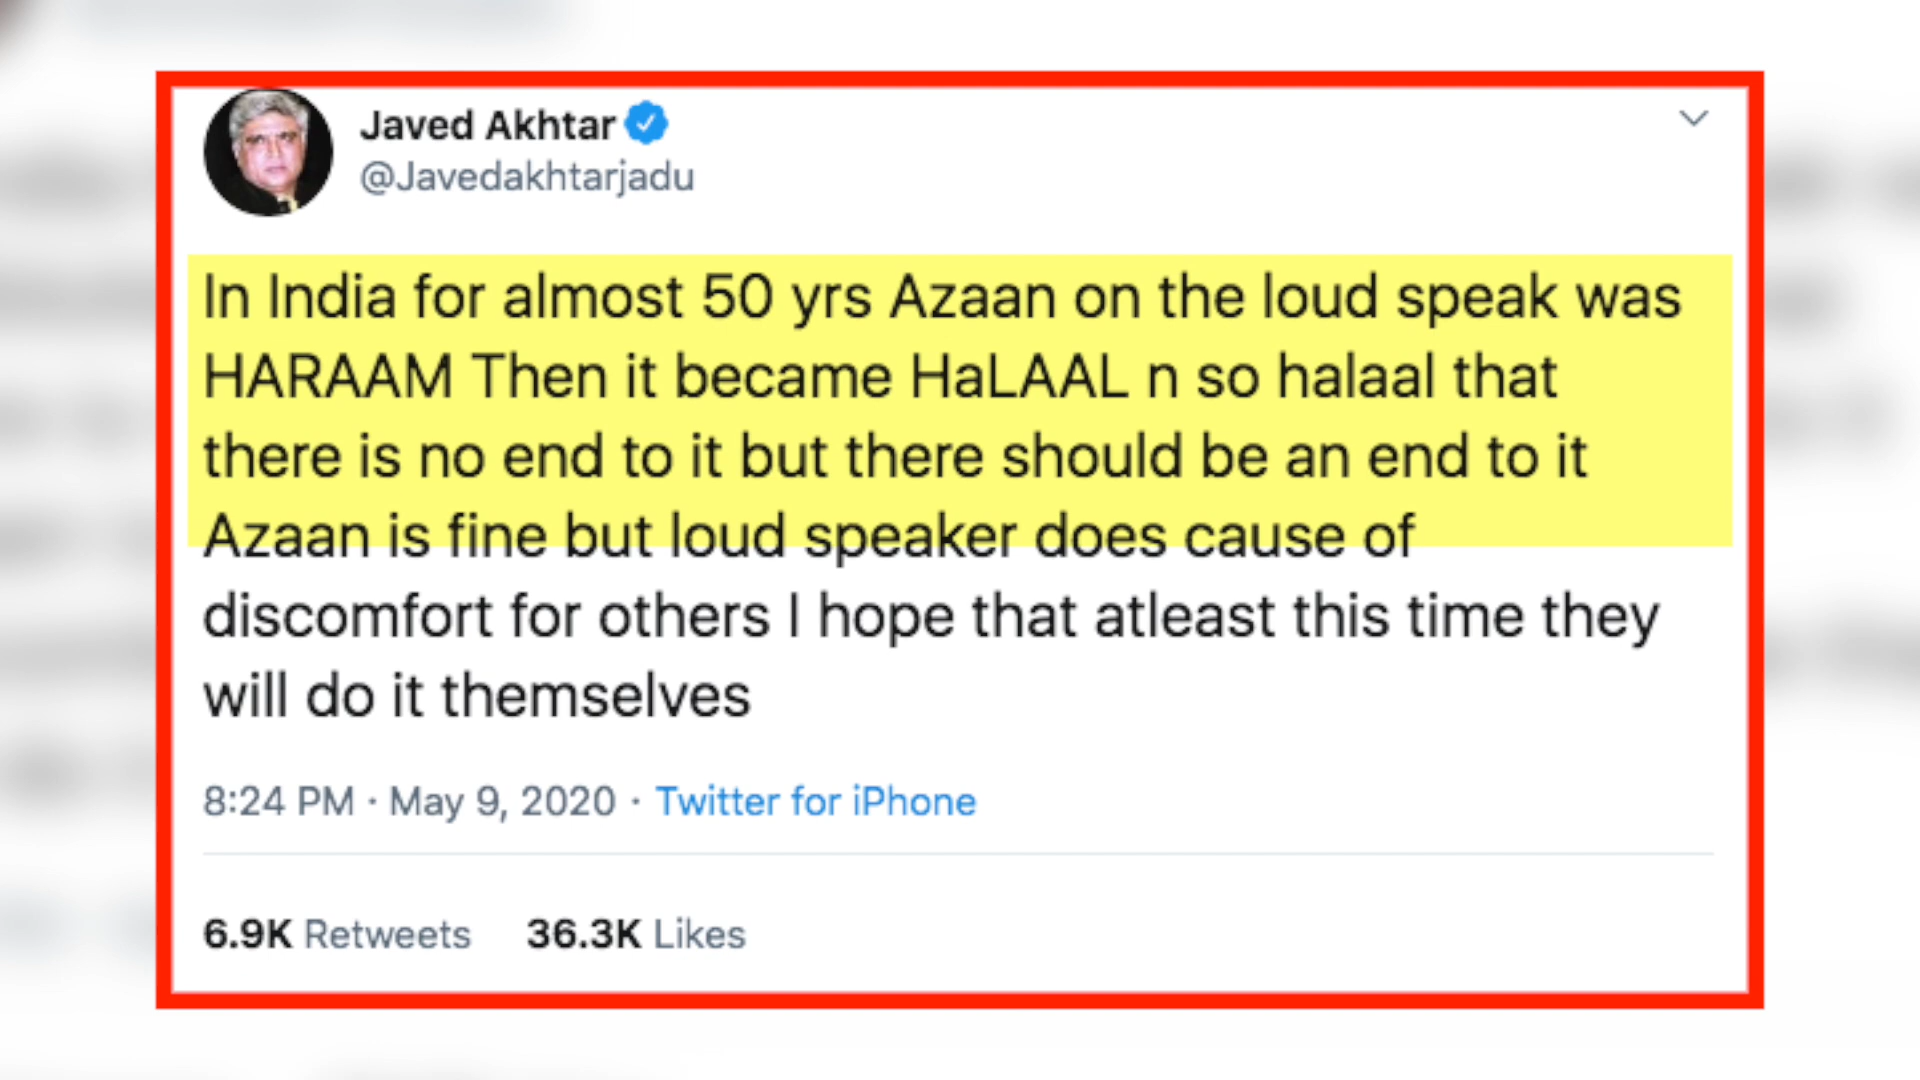 Javed Akhtar
@Javedakhtarjadu
In India for almost 50 yrs Azaan on the loud speak was
HARAAM Then it became HaLAAL n so halaal that
there is no end to it but there should be an end to it
Azaan is fine but loud speaker does cause of
discomfort for others I hope that atleast this time they
will do it themselves
8:24 PM · May 9, 2020 · Twitter for iPhone
6.9K Retweets 36.3K Likes